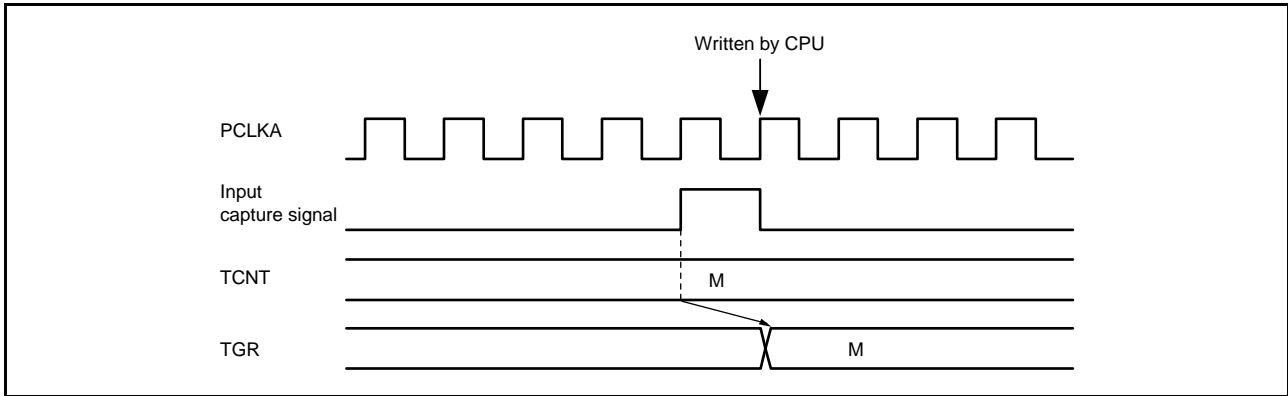 Written by CPU
PCLKA
Input
capture signal
TCNT
M
TGR
M